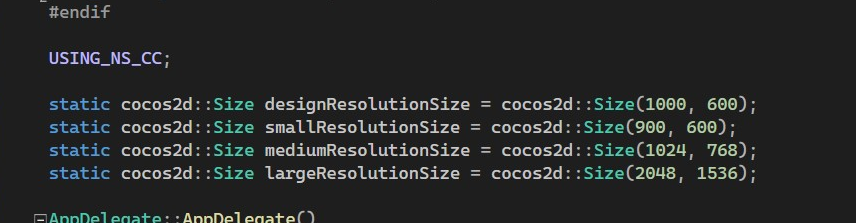 #endif
USING_NS_CC;
static cocos2d::Size designResolutionSize = cocos2d::Size(1000, 600);
static cocos2d::Size smallResolutionSize = cocos2d::Size(900, 600);
static cocos2d::Size mediumResolutionSize = cocos2d::Size(1024, 768);
static cocos2d::Size largeResolutionSize = cocos2d::Size(2048, 1536);
AppDelegate::AppDelegate()